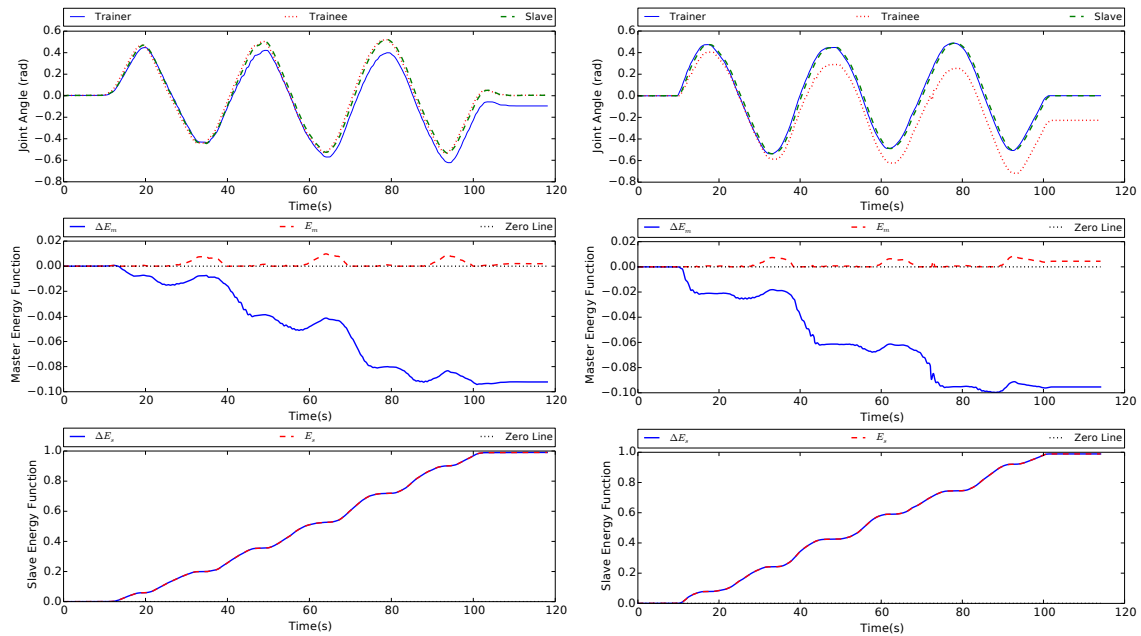 Trainer Trainee Slave
0.6
0.4
0.2
0.0
−0.2
−0.4
−0.6
−0.8
Joint Angle (rad)
0 20 40 60 80 100 120
Time(s)
ΔE_m E_m Zero Line
0.02
0.00
−0.02
−0.04
−0.06
−0.08
−0.10
Master Energy Function
0 20 40 60 80 100 120
Time(s)
ΔE_s E_s Zero Line
1.0
0.8
0.6
0.4
0.2
0.0
Slave Energy Function
0 20 40 60 80 100 120
Time(s)
Trainer Trainee Slave
0.6
0.4
0.2
0.0
−0.2
−0.4
−0.6
−0.8
Joint Angle (rad)
0 20 40 60 80 100 120
Time(s)
ΔE_m E_m Zero Line
0.02
0.00
−0.02
−0.04
−0.06
−0.08
−0.10
Master Energy Function
0 20 40 60 80 100 120
Time(s)
ΔE_s E_s Zero Line
1.0
0.8
0.6
0.4
0.2
0.0
Slave Energy Function
0 20 40 60 80 100 120
Time(s)